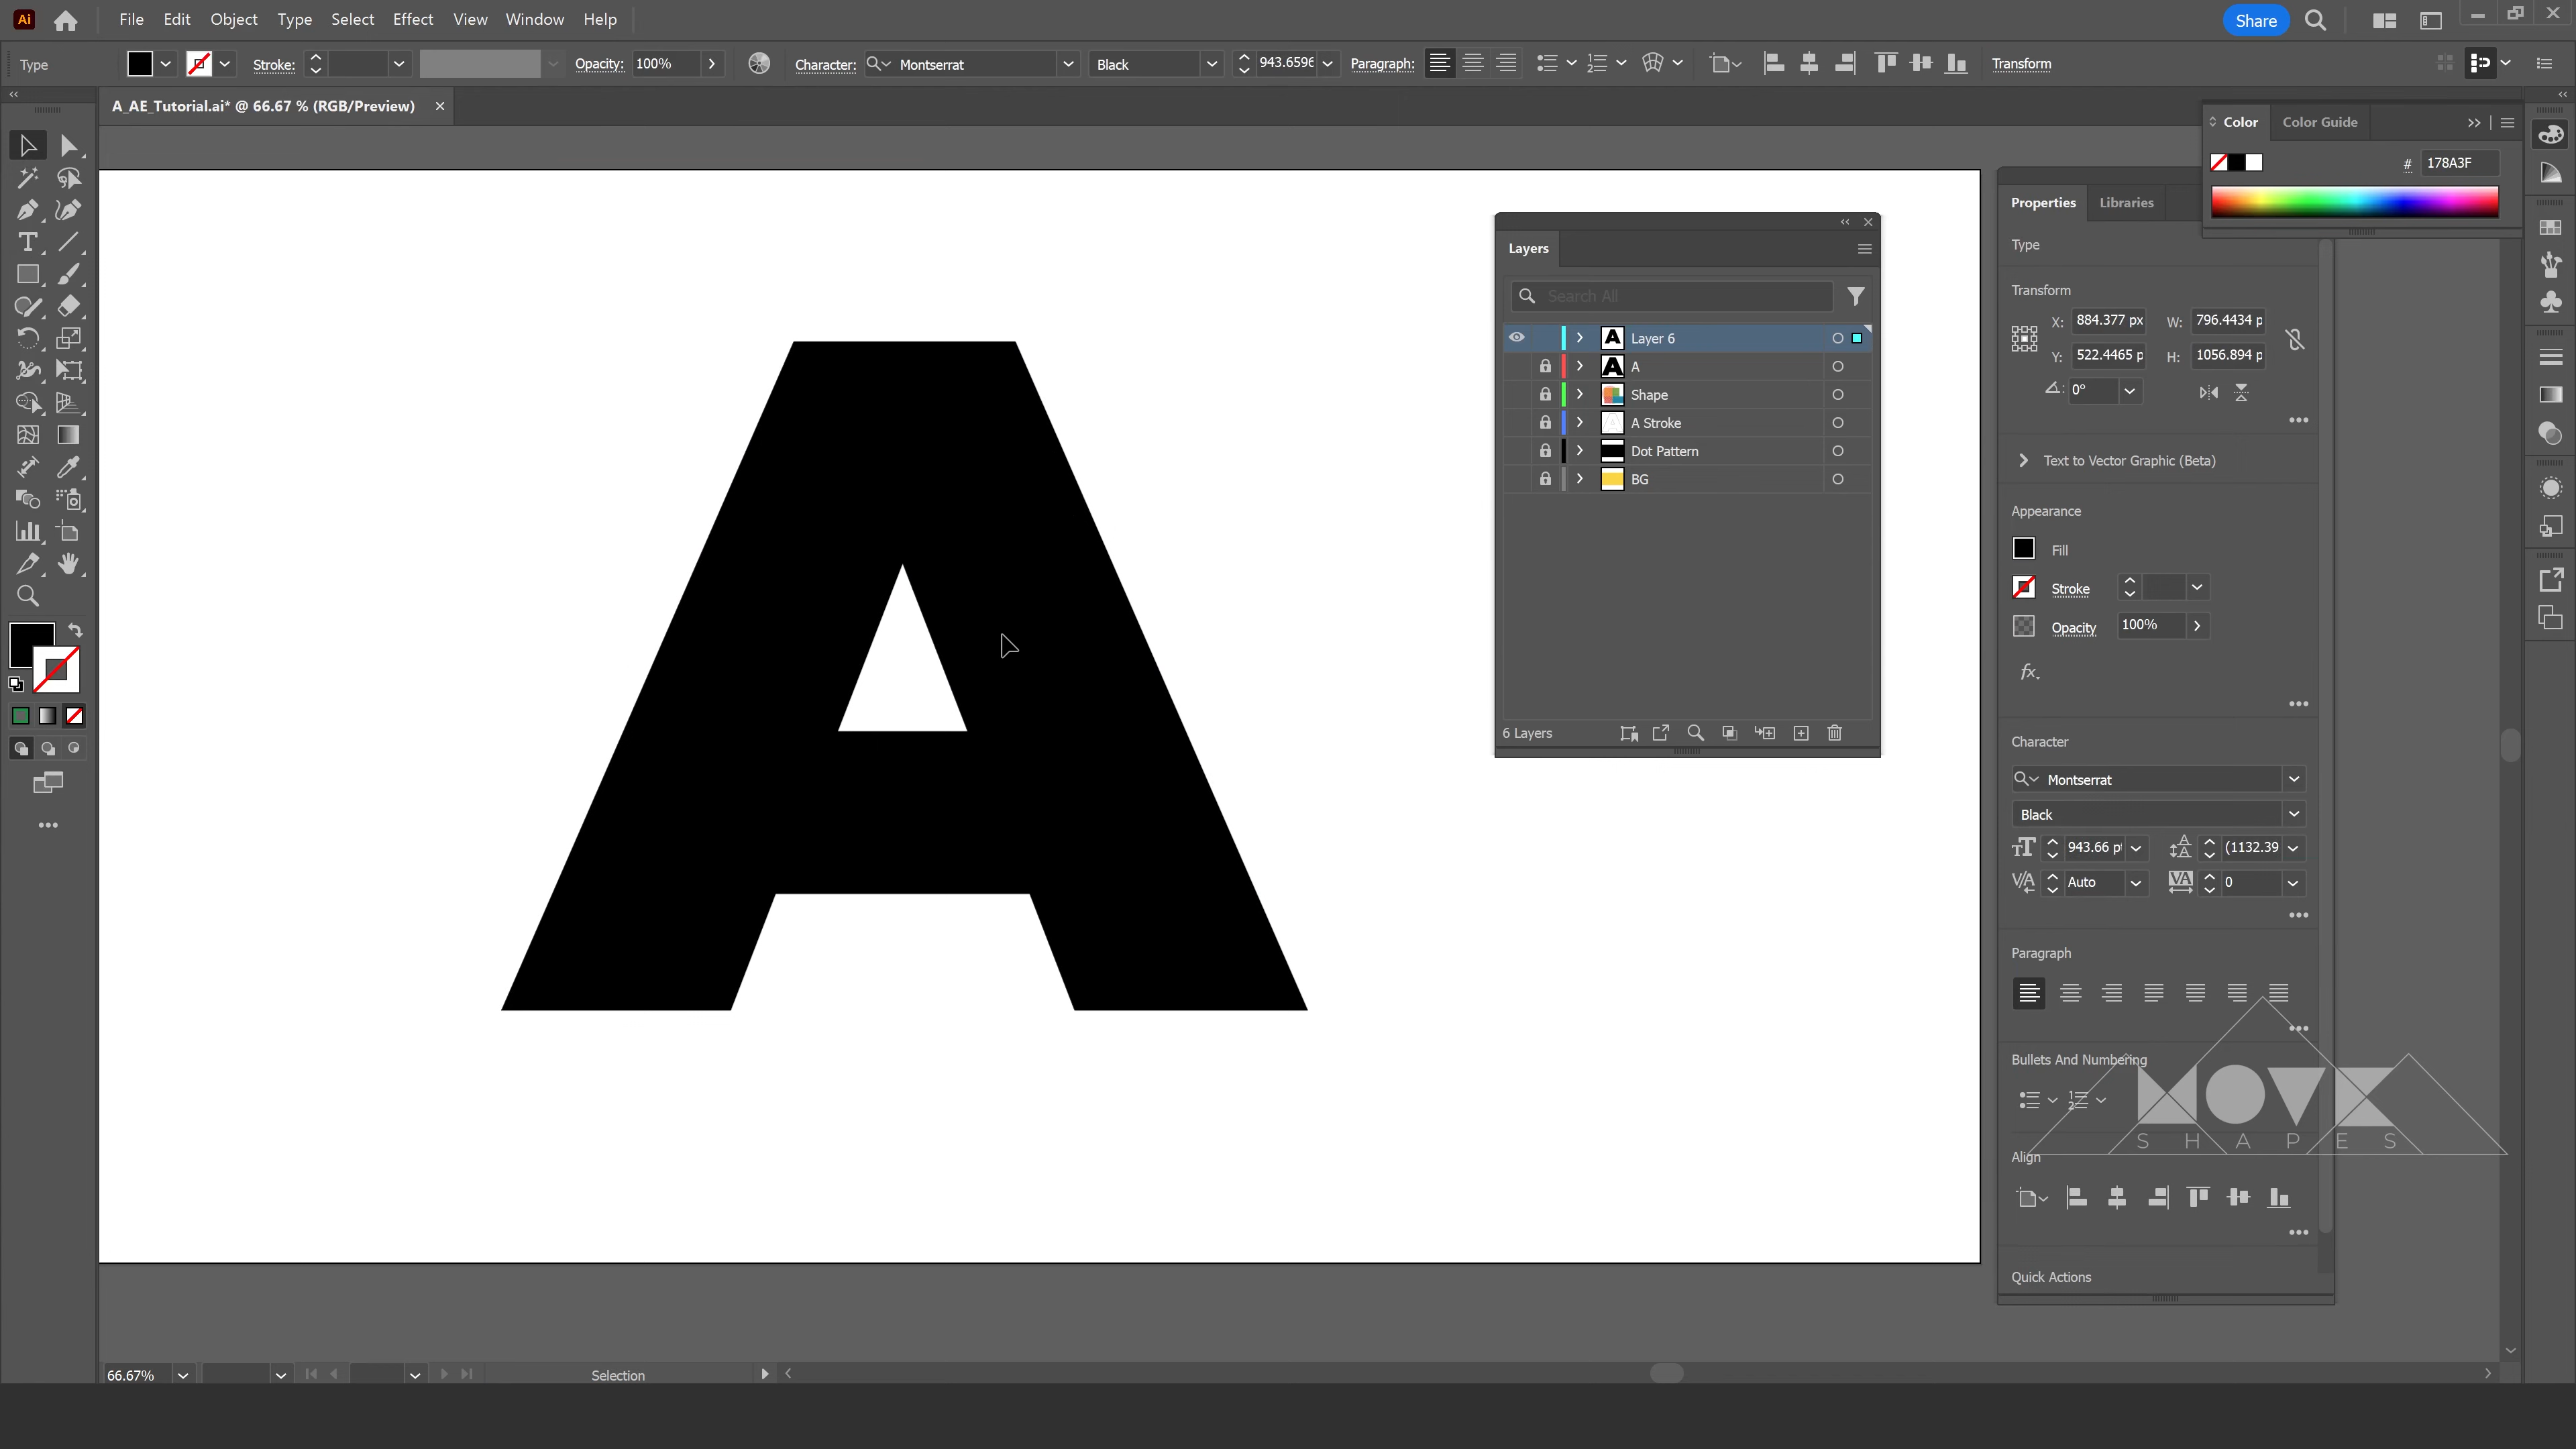 Ai File Edit Object Type Select Effect View Window Help Share
Type Stroke: Opacity: 100% Character: Montserrat Black 943.6596 Paragraph: Transform
A_AE_Tutorial.ai* @ 66.67 % (RGB/Preview)
Color Color Guide
# 178A3F
Properties Libraries
Type
Transform
X: 884.377 px W: 796.4434 p
Y: 522.4465 p H: 1056.894 p
0°
Text to Vector Graphic (Beta)
Appearance
Fill
Stroke
Opacity 100%
fx
Character
Montserrat
Black
943.66 p (1132.39
Auto 0
Paragraph
Bullets And Numbering
Align
Quick Actions
Layers
Search All
Layer 6
A
Shape
A Stroke
Dot Pattern
BG
6 Layers
A
MOVE
SHAPES
66.67% Selection